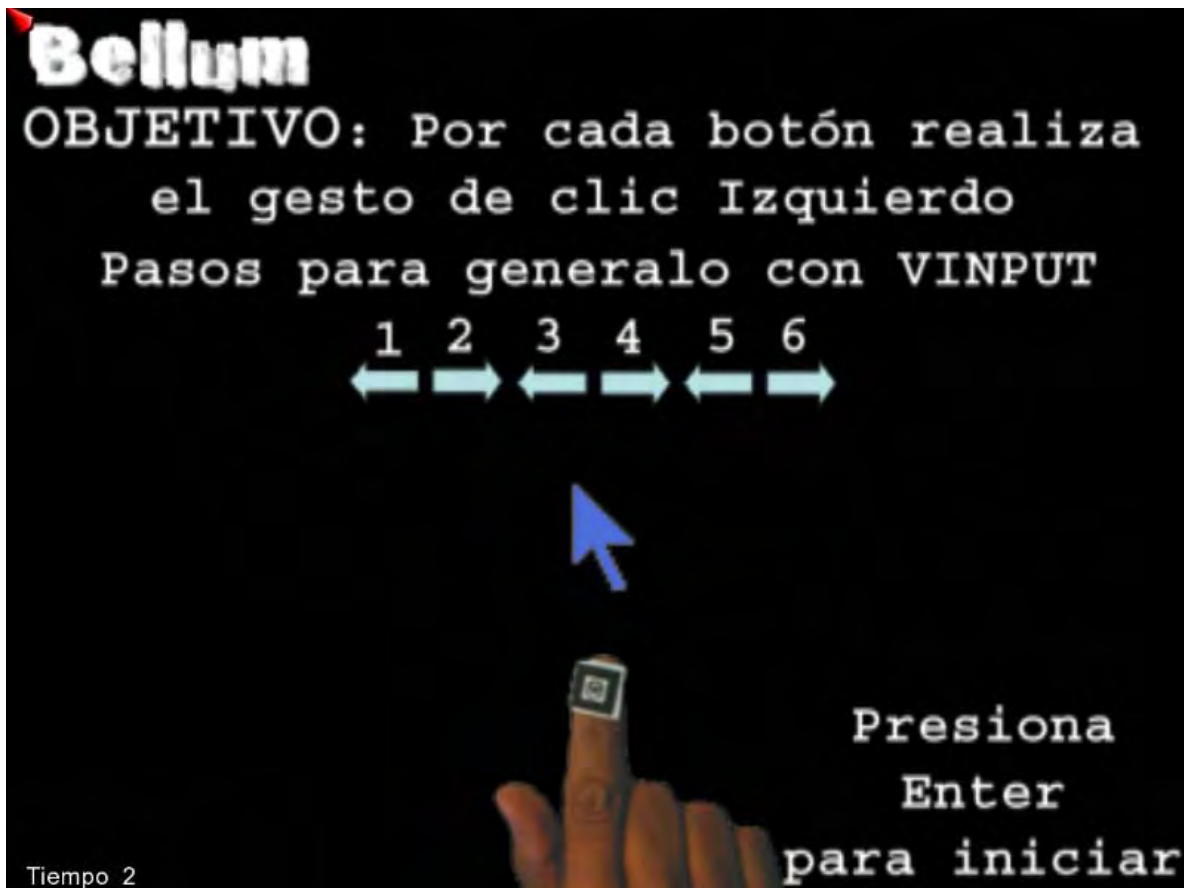 Bellum
OBJETIVO: Por cada botón realiza
el gesto de clic Izquierdo
Pasos para generalo con VINPUT
1 2 3 4 5 6
Presiona
Enter
para iniciar
Tiempo 2